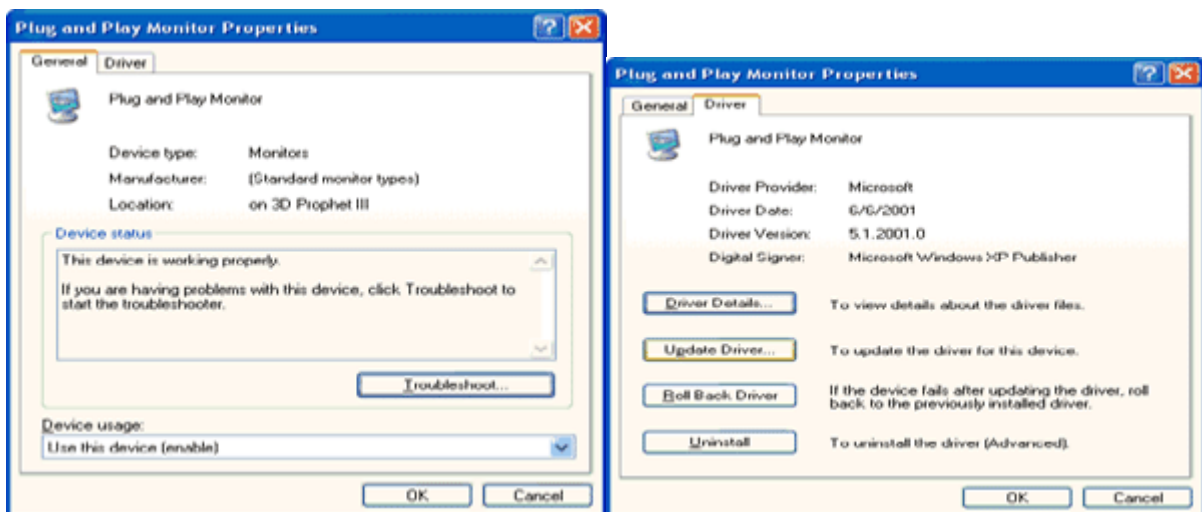 Plug and Play Monitor Properties
General Driver
Plug and Play Monitor
Device type: Monitors
Manufacturer: (Standard monitor types)
Location: on 3D Prophet III
Device status
This device is working properly.
If you are having problems with this device, click Troubleshoot to
start the troubleshooter.
Troubleshoot...
Device usage:
Use this device (enable)
OK Cancel
Plug and Play Monitor Properties
General Driver
Plug and Play Monitor
Driver Provider: Microsoft
Driver Date: 6/6/2001
Driver Version: 5.1.2001.0
Digital Signer: Microsoft Windows XP Publisher
Driver Details... To view details about the driver files.
Update Driver... To update the driver for this device.
Roll Back Driver If the device fails after updating the driver, roll
back to the previously installed driver.
Uninstall To uninstall the driver (Advanced).
OK Cancel